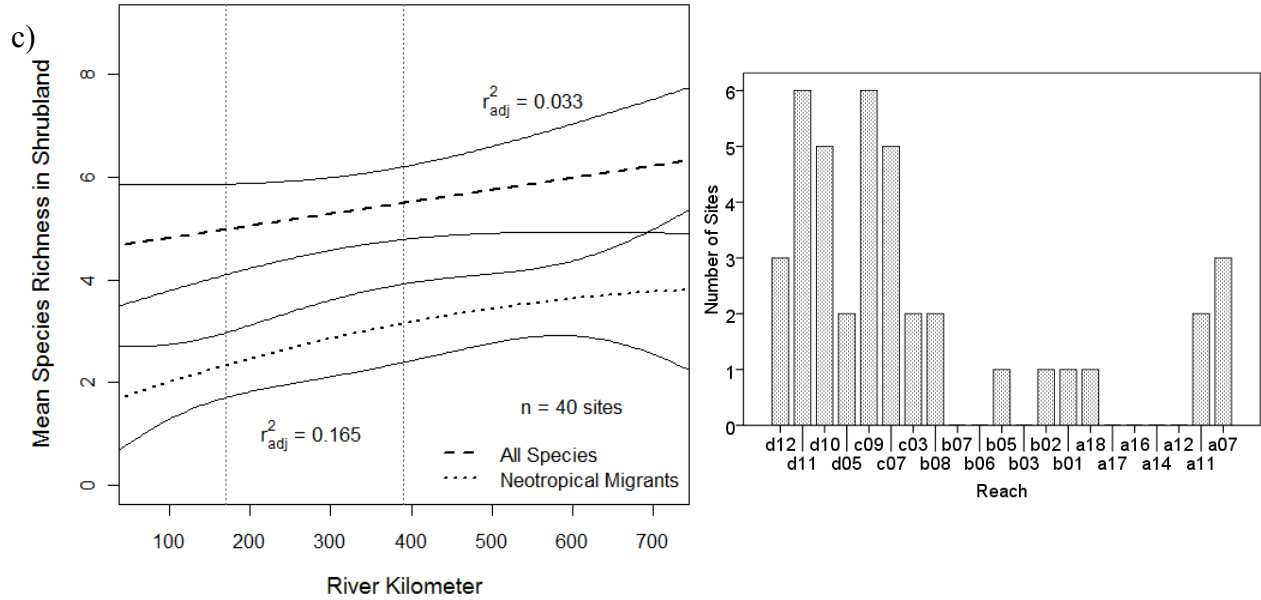 c)
Mean Species Richness in Shrubland
8
6
4
2
0
r²adj = 0.033
r²adj = 0.165
n = 40 sites
All Species
Neotropical Migrants
100 200 300 400 500 600 700
River Kilometer
Number of Sites
6
5
4
3
2
1
0
d12 d10 c09 c03 b07 b05 b02 a18 a16 a12 a07
d11 d05 c07 b08 b06 b03 b01 a17 a14 a11
Reach